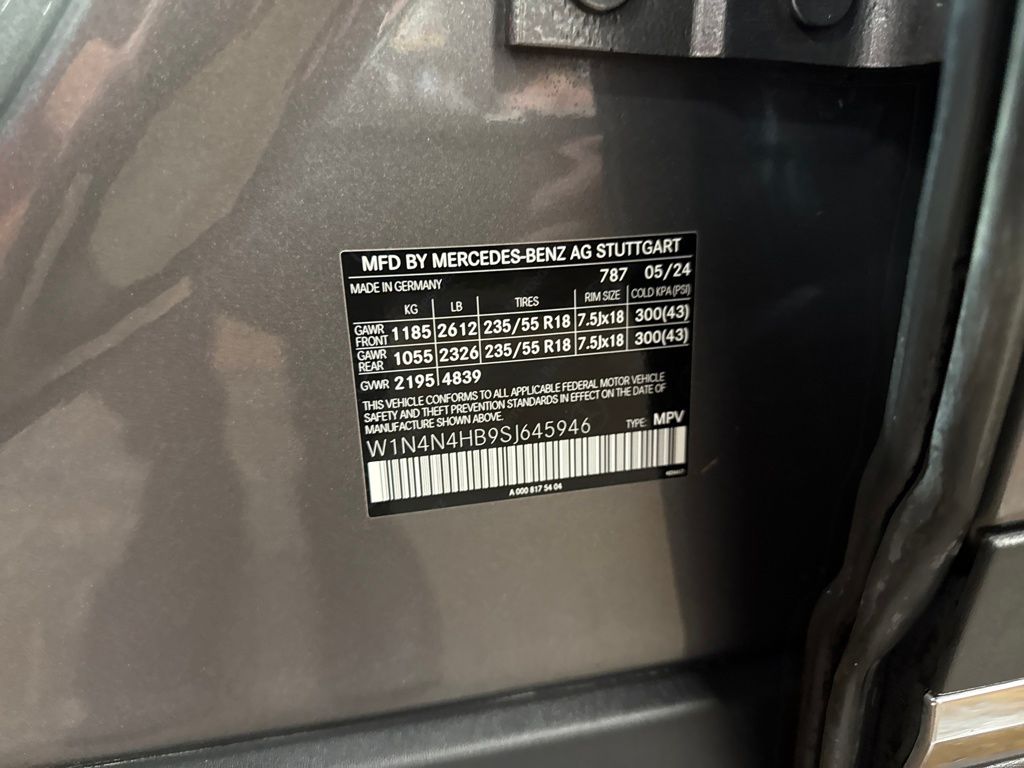 MFD BY MERCEDES-BENZ AG STUTTGART
MADE IN GERMANY 787 05/24
KG LB TIRES RIM SIZE COLD KPA (PSI)
GAWR FRONT 1185 2612 235/55 R18 7.5Jx18 300(43)
GAWR REAR 1055 2326 235/55 R18 7.5Jx18 300(43)
GVWR 2195 4839
THIS VEHICLE CONFORMS TO ALL APPLICABLE FEDERAL MOTOR VEHICLE
SAFETY AND THEFT PREVENTION STANDARDS IN EFFECT ON THE DATE OF
MANUFACTURE SHOWN ABOVE.
W1N4N4HB9SJ645946 TYPE: MPV
A 000 817 54 04